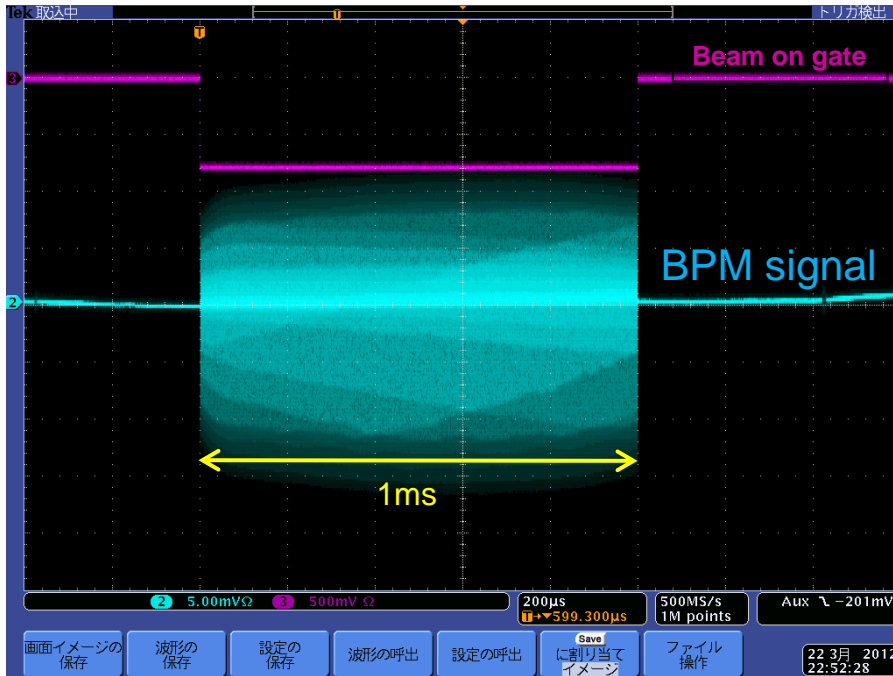 Tek 取込中
トリガ検出
T
T
Beam on gate
3
BPM signal
2
1ms
2 5.00mVΩ 3 500mV Ω
200µs
T→▼599.300µs
500MS/s
1M points
Aux ∖ −201mV
画面イメージの
保存
波形の
保存
設定の
保存
波形の呼出
設定の呼出
Save
に割り当て
イメージ
ファイル
操作
22 3月 2012
22:52:28